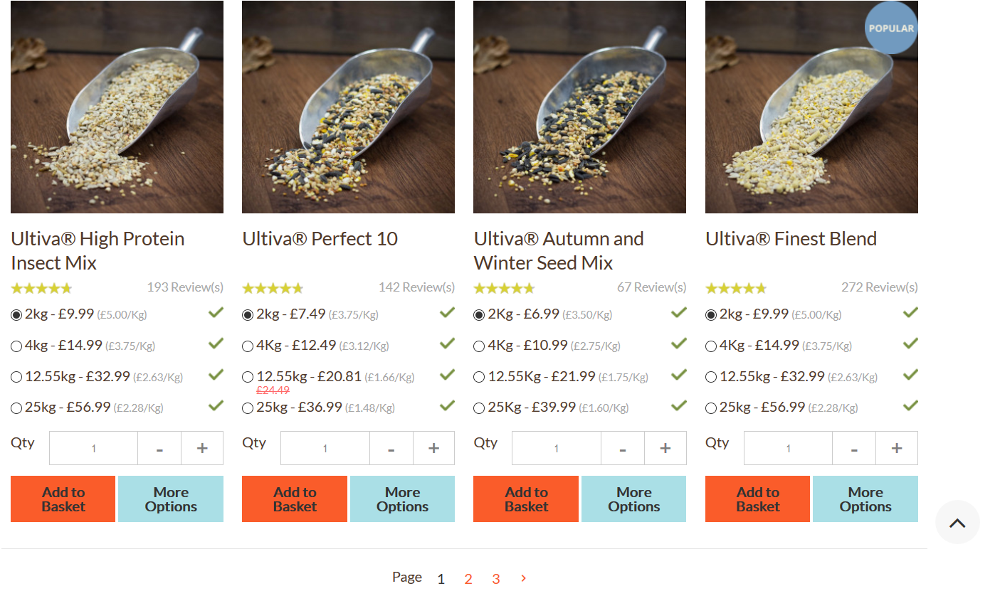 POPULAR
Ultiva® High Protein
Insect Mix
193 Review(s)
2kg - £9.99 (£5.00/Kg)
4kg - £14.99 (£3.75/Kg)
12.55kg - £32.99 (£2.63/Kg)
25kg - £56.99 (£2.28/Kg)
Qty 1 - +
Add to
Basket
More
Options
Ultiva® Perfect 10
142 Review(s)
2kg - £7.49 (£3.75/Kg)
4Kg - £12.49 (£3.12/Kg)
12.55kg - £20.81 (£1.66/Kg)
£24.49
25kg - £36.99 (£1.48/Kg)
Qty 1 - +
Add to
Basket
More
Options
Ultiva® Autumn and
Winter Seed Mix
67 Review(s)
2Kg - £6.99 (£3.50/Kg)
4Kg - £10.99 (£2.75/Kg)
12.55Kg - £21.99 (£1.75/Kg)
25Kg - £39.99 (£1.60/Kg)
Qty 1 - +
Add to
Basket
More
Options
Ultiva® Finest Blend
272 Review(s)
2kg - £9.99 (£5.00/Kg)
4Kg - £14.99 (£3.75/Kg)
12.55kg - £32.99 (£2.63/Kg)
25kg - £56.99 (£2.28/Kg)
Qty 1 - +
Add to
Basket
More
Options
Page 1 2 3 >